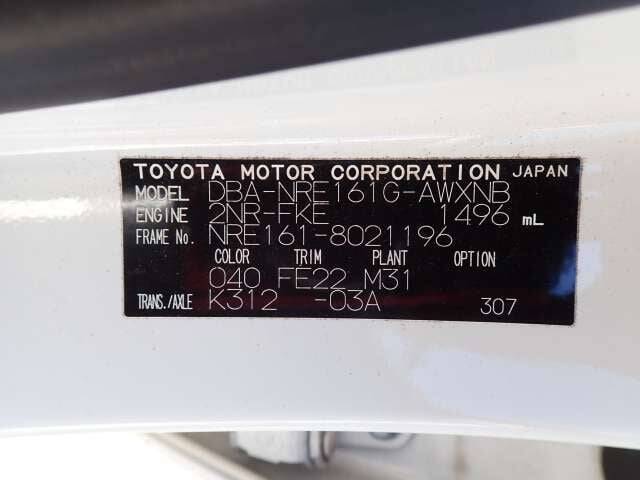 TOYOTA MOTOR CORPORATION JAPAN
MODEL DBA-NRE161G-AWXNB
ENGINE 2NR-FKE 1496 mL
FRAME No. NRE161-8021196
COLOR TRIM PLANT OPTION
040 FE22 M31
TRANS./AXLE K312 -03A 307